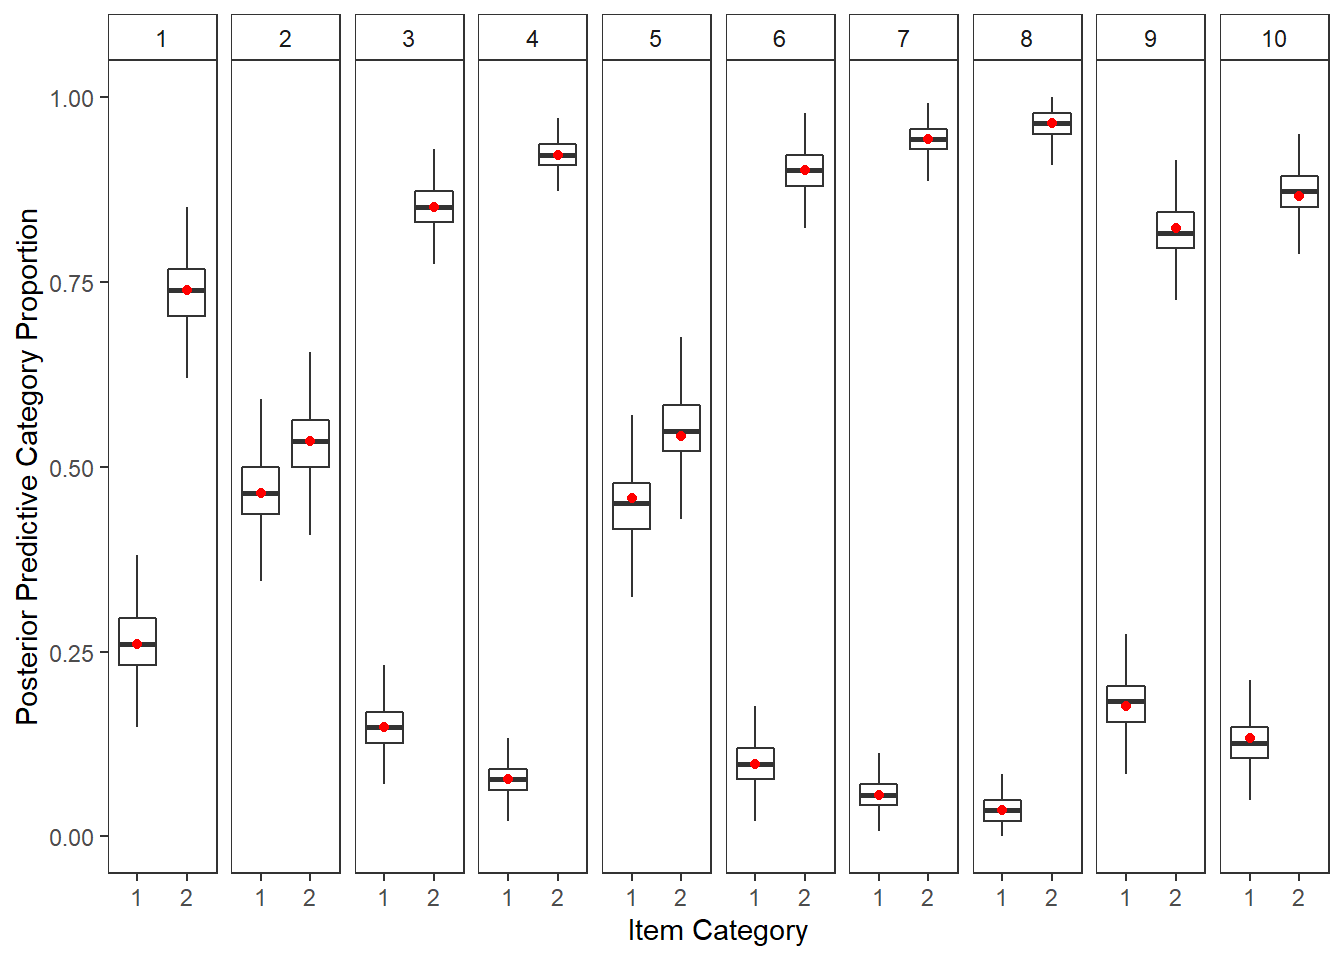 1 2 3 4 5 6 7 8 9 10
1.00
0.75
0.50
0.25
0.00
Posterior Predictive Category Proportion
1 2 1 2 1 2 1 2 1 2 1 2 1 2 1 2 1 2 1 2
Item Category